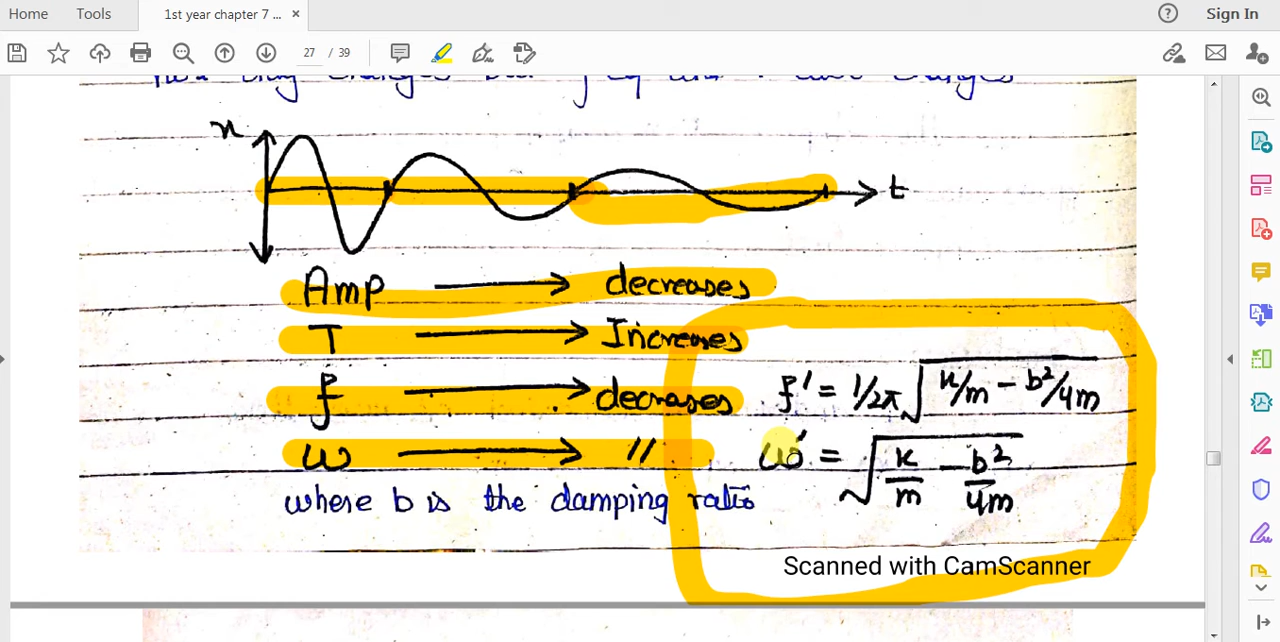 Home Tools 1st year chapter 7 ... × Sign In
27 / 39
changes
x
t
Amp → decreases
T → Increases
f → decreases
f' = 1/2π √(k/m - b²/4m)
ω → //
ω' = √(k/m - b²/4m)
where b is the damping ratio
Scanned with CamScanner